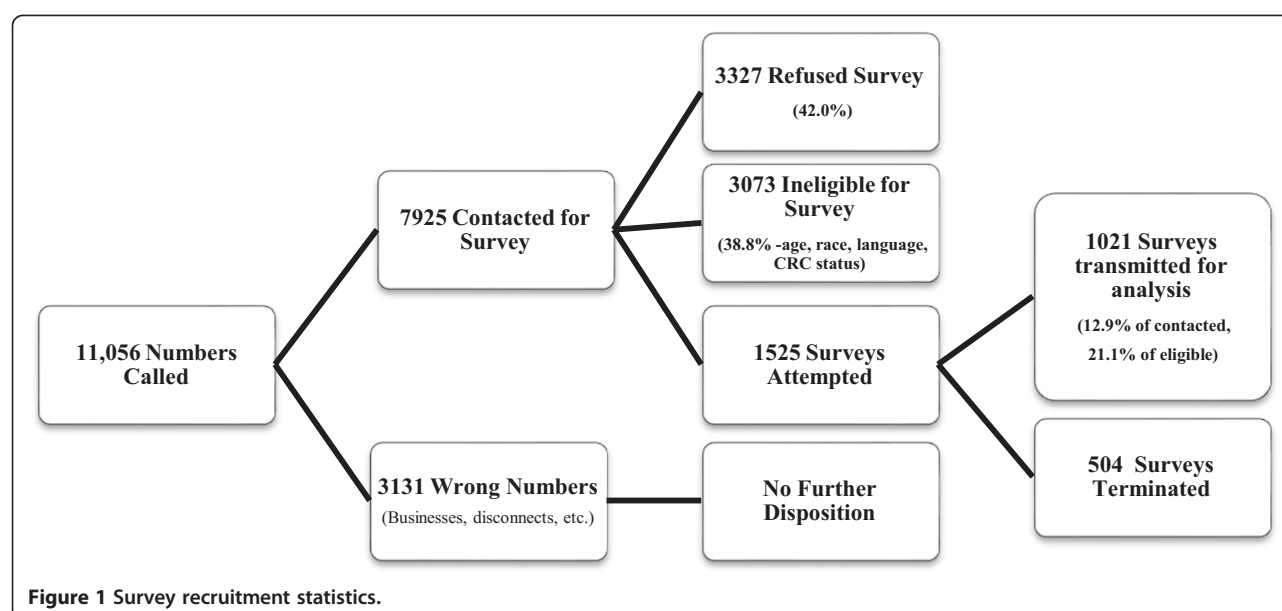 11,056 Numbers
Called
7925 Contacted for
Survey
3131 Wrong Numbers
(Businesses, disconnects, etc.)
3327 Refused Survey
(42.0%)
3073 Ineligible for
Survey
(38.8% -age, race, language,
CRC status)
1525 Surveys
Attempted
No Further
Disposition
1021 Surveys
transmitted for
analysis
(12.9% of contacted,
21.1% of eligible)
504 Surveys
Terminated
Figure 1 Survey recruitment statistics.